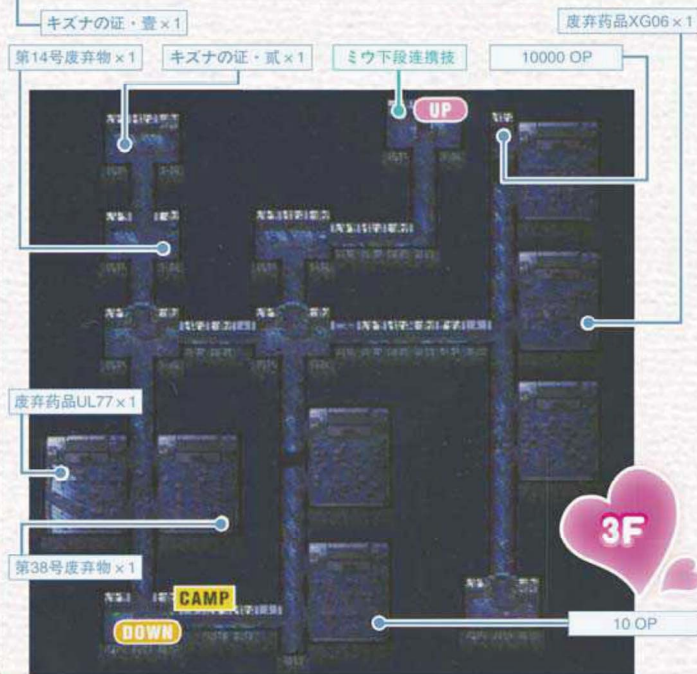 キズナの证・壹×1
废弃药品XG06×1
第14号废弃物×1
キズナの证・贰×1
ミウ下段连携技
10000 OP
UP
废弃药品UL77×1
3F
第38号废弃物×1
CAMP
DOWN
10 OP